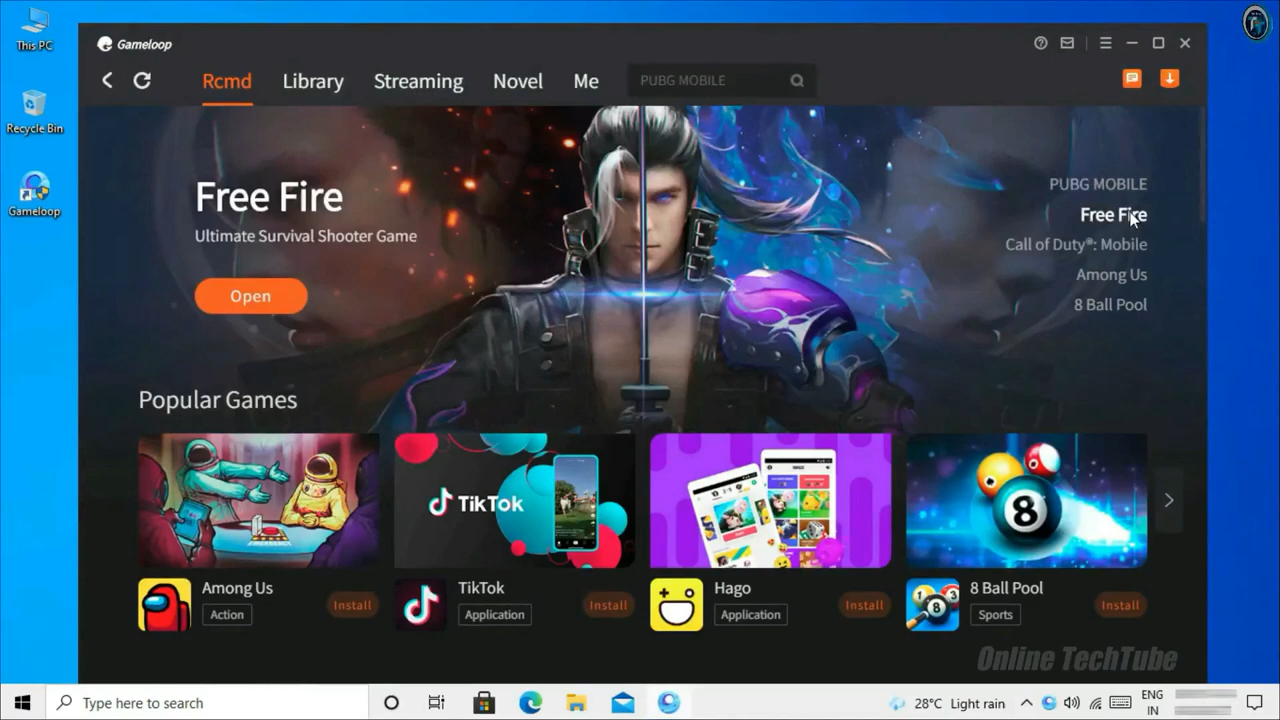 This PC
Recycle Bin
Gameloop
Gameloop
Rcmd
Library
Streaming
Novel
Me
PUBG MOBILE
Free Fire
Ultimate Survival Shooter Game
Open
PUBG MOBILE
Free Fire
Call of Duty®: Mobile
Among Us
8 Ball Pool
Popular Games
TikTok
8
Among Us
Action
Install
TikTok
Application
Install
Hago
Application
Install
8 Ball Pool
Sports
Install
Online TechTube
Type here to search
28°C Light rain
ENG
IN